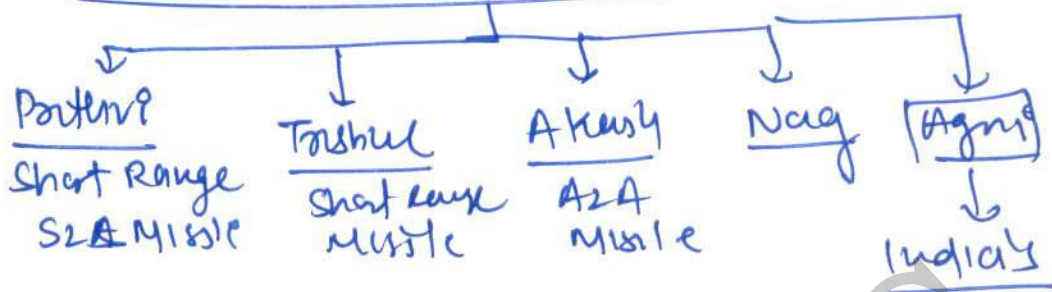 Prithvi Trishul Akash Nag Agni
Short Range Short Range A2A
S2A Missile Missile Missile India's